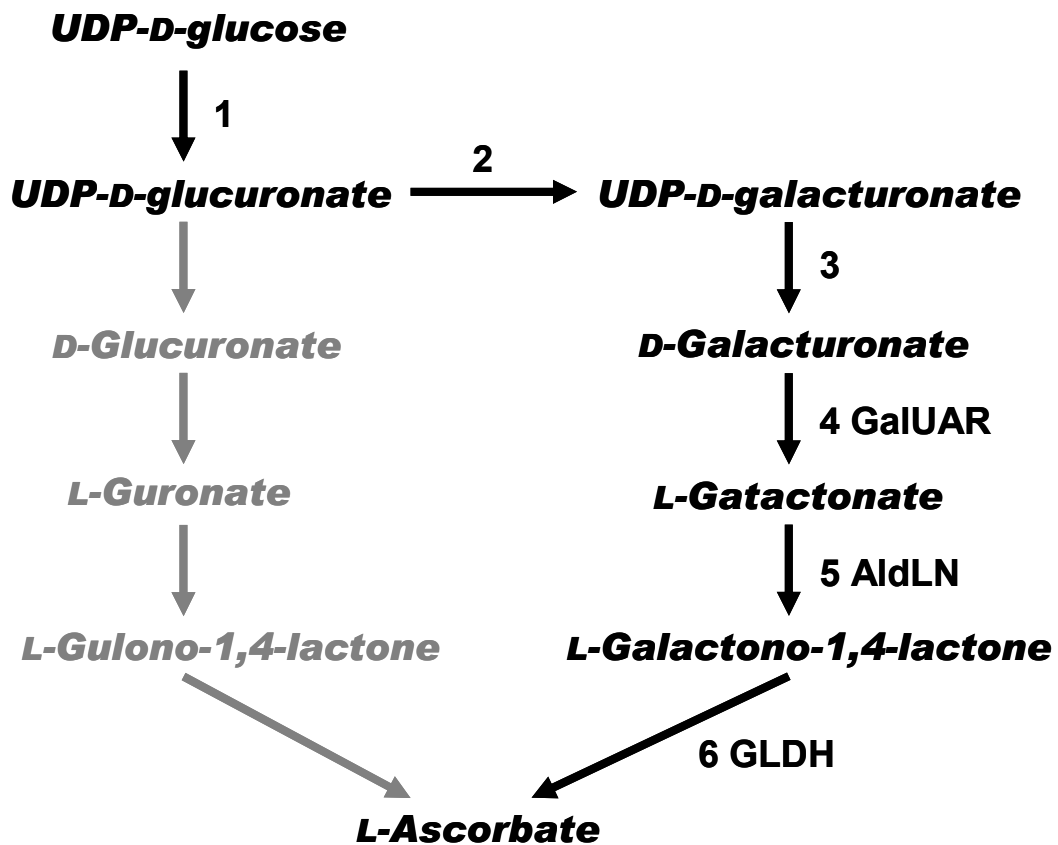 UDP-D-glucose
1
2
UDP-D-glucuronate
UDP-D-galacturonate
3
D-Glucuronate
D-Galacturonate
4 GalUAR
L-Guronate
L-Gatactonate
5 AldLN
L-Gulono-1,4-lactone
L-Galactono-1,4-lactone
6 GLDH
L-Ascorbate